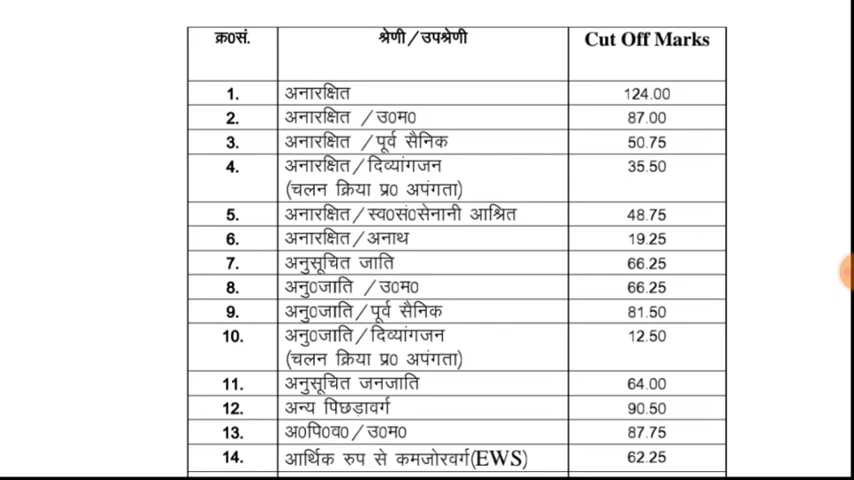 क्र0सं. श्रेणी/उपश्रेणी Cut Off Marks
1. अनारक्षित 124.00
2. अनारक्षित /उ0म0 87.00
3. अनारक्षित /पूर्व सैनिक 50.75
4. अनारक्षित/दिव्यांगजन 35.50
(चलन क्रिया प्र0 अपंगता)
5. अनारक्षित/स्व0सं0सेनानी आश्रित 48.75
6. अनारक्षित/अनाथ 19.25
7. अनुसूचित जाति 66.25
8. अनु0जाति /उ0म0 66.25
9. अनु0जाति/पूर्व सैनिक 81.50
10. अनु0जाति/दिव्यांगजन 12.50
(चलन क्रिया प्र0 अपंगता)
11. अनुसूचित जनजाति 64.00
12. अन्य पिछड़ावर्ग 90.50
13. अ0पि0व0/उ0म0 87.75
14. आर्थिक रुप से कमजोरवर्ग(EWS) 62.25